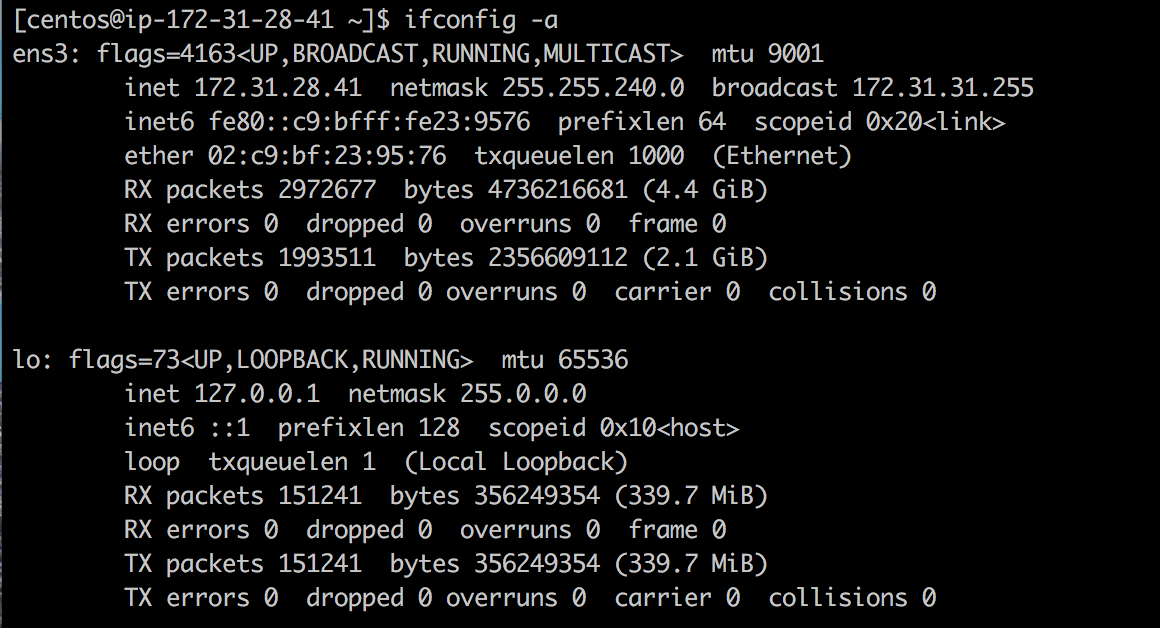 [centos@ip-172-31-28-41 ~]$ ifconfig -a
ens3: flags=4163<UP,BROADCAST,RUNNING,MULTICAST>  mtu 9001
        inet 172.31.28.41  netmask 255.255.240.0  broadcast 172.31.31.255
        inet6 fe80::c9:bfff:fe23:9576  prefixlen 64  scopeid 0x20<link>
        ether 02:c9:bf:23:95:76  txqueuelen 1000  (Ethernet)
        RX packets 2972677  bytes 4736216681 (4.4 GiB)
        RX errors 0  dropped 0  overruns 0  frame 0
        TX packets 1993511  bytes 2356609112 (2.1 GiB)
        TX errors 0  dropped 0 overruns 0  carrier 0  collisions 0

lo: flags=73<UP,LOOPBACK,RUNNING>  mtu 65536
        inet 127.0.0.1  netmask 255.0.0.0
        inet6 ::1  prefixlen 128  scopeid 0x10<host>
        loop  txqueuelen 1  (Local Loopback)
        RX packets 151241  bytes 356249354 (339.7 MiB)
        RX errors 0  dropped 0  overruns 0  frame 0
        TX packets 151241  bytes 356249354 (339.7 MiB)
        TX errors 0  dropped 0 overruns 0  carrier 0  collisions 0